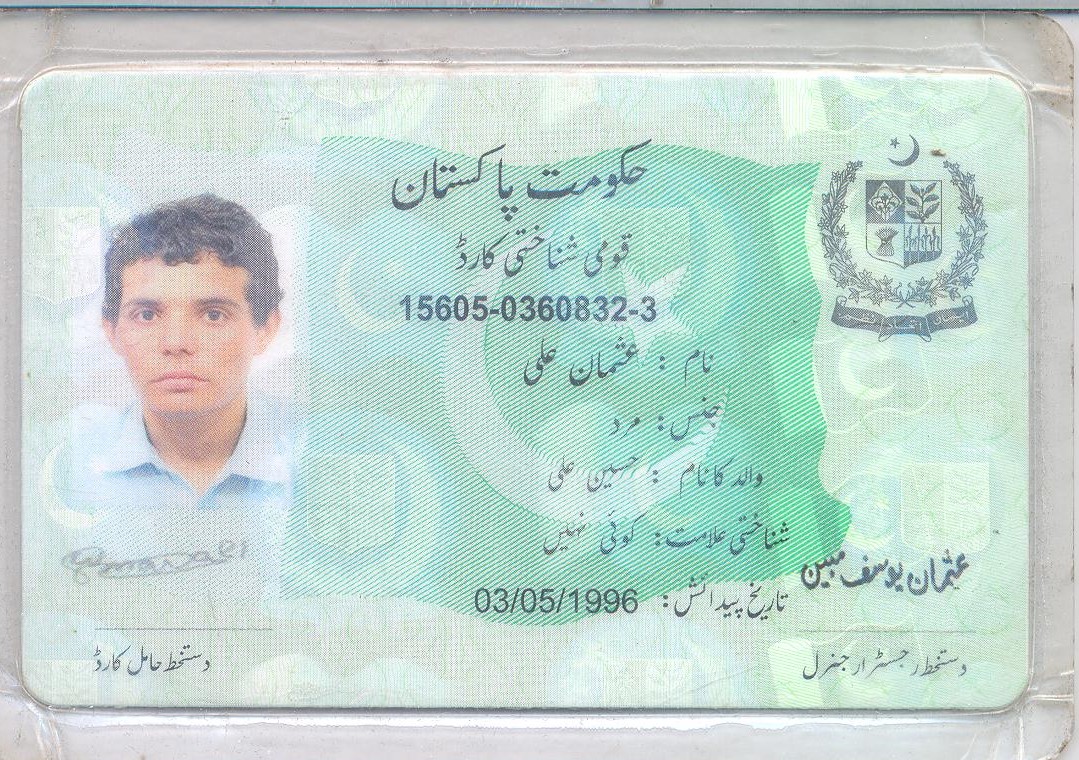 حکومت پاکستان
قومی شناختی کارڈ
15605-0360832-3
نام : عثمان علی
جنس: مرد
والد کا نام : حسین علی
شناختی علامت: کوئی نہیں
تاریخ پیدائش: 03/05/1996
عثمان یوسف مبین
دستخط رجسٹرار جنرل
دستخط حامل کارڈ